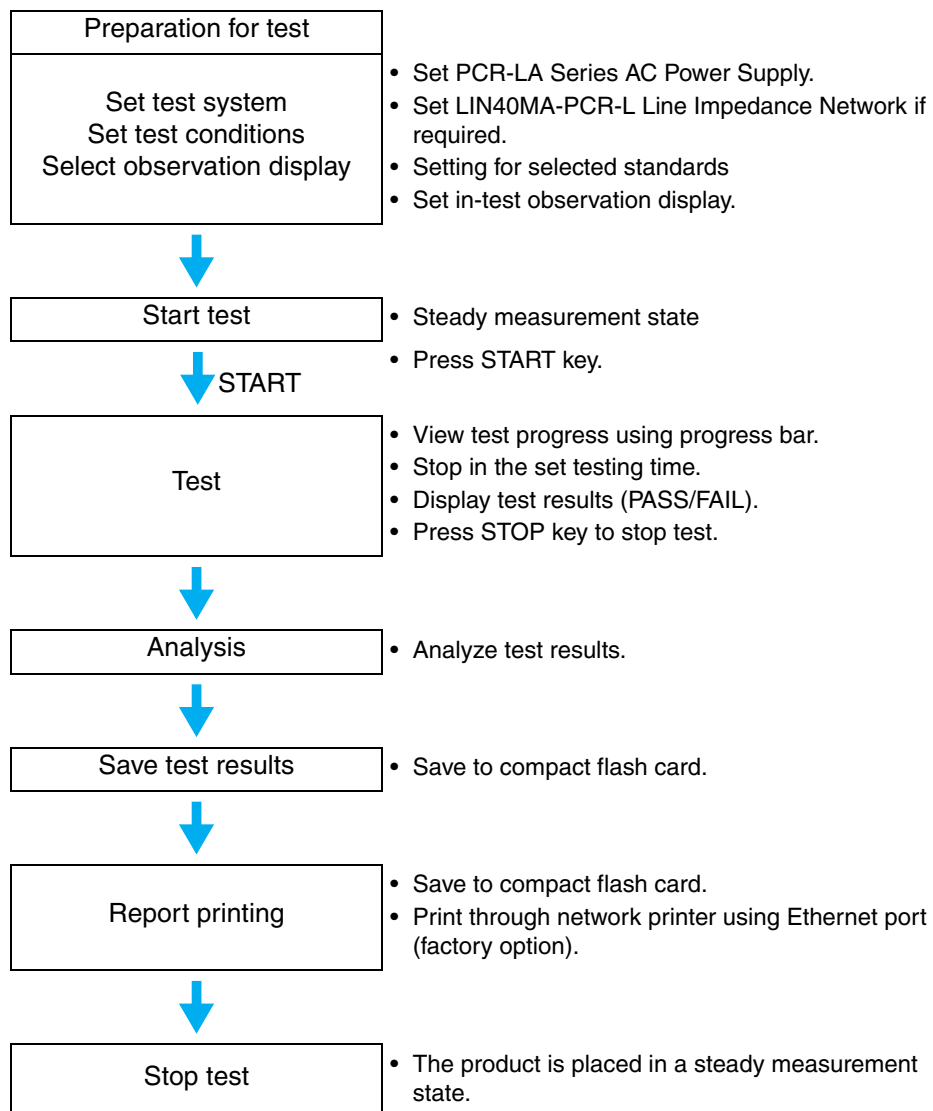 Preparation for test
Set test system
Set test conditions
Select observation display
• Set PCR-LA Series AC Power Supply.
• Set LIN40MA-PCR-L Line Impedance Network if
required.
• Setting for selected standards
• Set in-test observation display.
Start test
• Steady measurement state
• Press START key.
START
Test
• View test progress using progress bar.
• Stop in the set testing time.
• Display test results (PASS/FAIL).
• Press STOP key to stop test.
Analysis
• Analyze test results.
Save test results
• Save to compact flash card.
Report printing
• Save to compact flash card.
• Print through network printer using Ethernet port
(factory option).
Stop test
• The product is placed in a steady measurement
state.